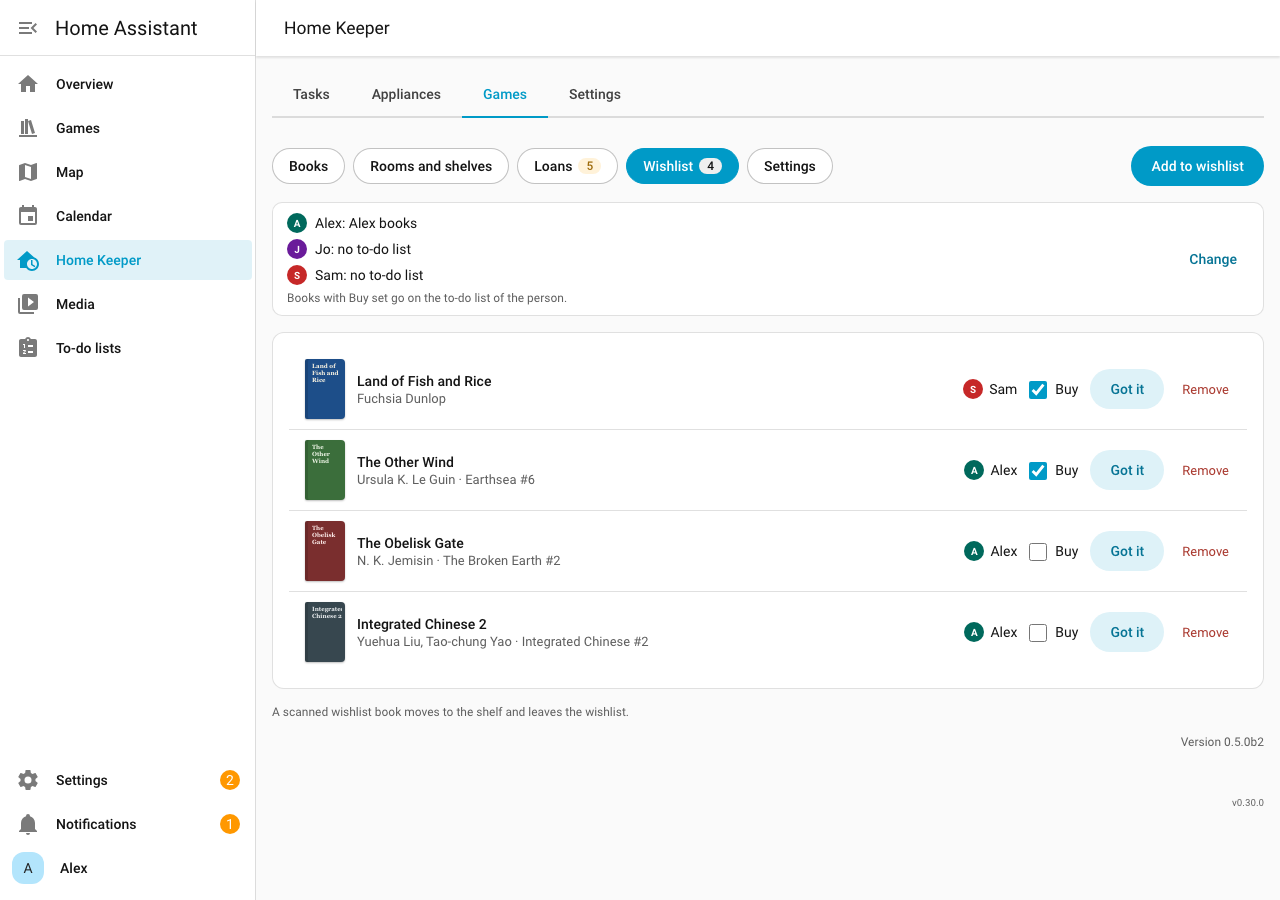 Home Assistant
Home Keeper
Overview
Games
Map
Calendar
Home Keeper
Media
To-do lists
Settings 2
Notifications 1
A Alex
Tasks Appliances Games Settings
Books Rooms and shelves Loans 5 Wishlist 4 Settings Add to wishlist
A Alex: Alex books
J Jo: no to-do list
S Sam: no to-do list
Books with Buy set go on the to-do list of the person.
Change
Land of Fish and Rice
Land of Fish and Rice
Fuchsia Dunlop
S Sam Buy Got it Remove
The Other Wind
The Other Wind
Ursula K. Le Guin · Earthsea #6
A Alex Buy Got it Remove
The Obelisk Gate
The Obelisk Gate
N. K. Jemisin · The Broken Earth #2
A Alex Buy Got it Remove
Integrated Chinese 2
Integrated Chinese 2
Yuehua Liu, Tao-chung Yao · Integrated Chinese #2
A Alex Buy Got it Remove
A scanned wishlist book moves to the shelf and leaves the wishlist.
Version 0.5.0b2
v0.30.0